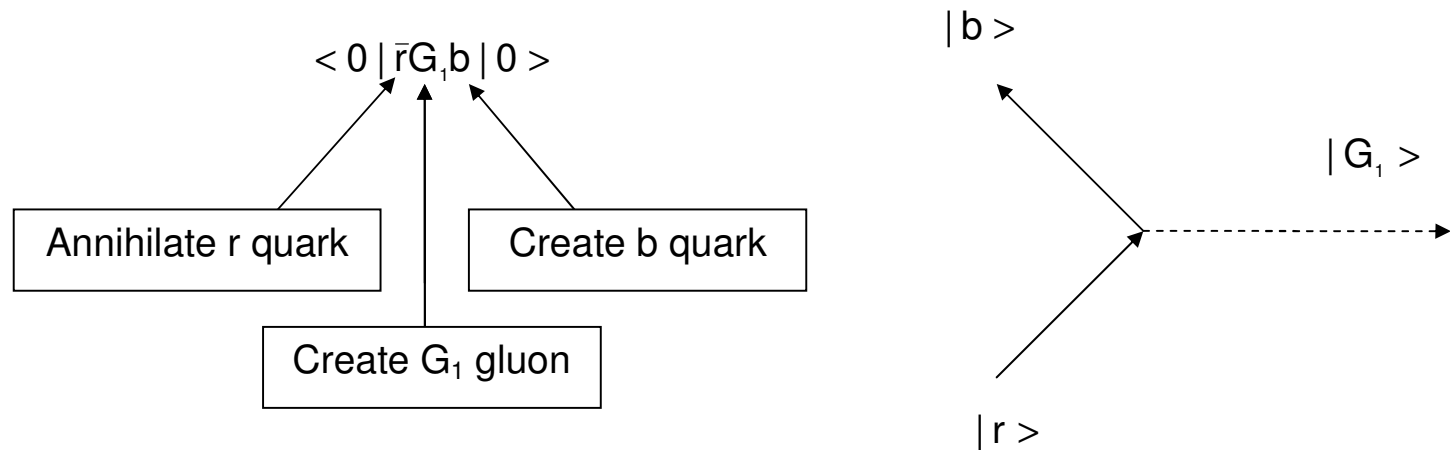 < 0 | r̄G₁b | 0 >
Annihilate r quark
Create b quark
Create G₁ gluon
| b >
| G₁ >
| r >